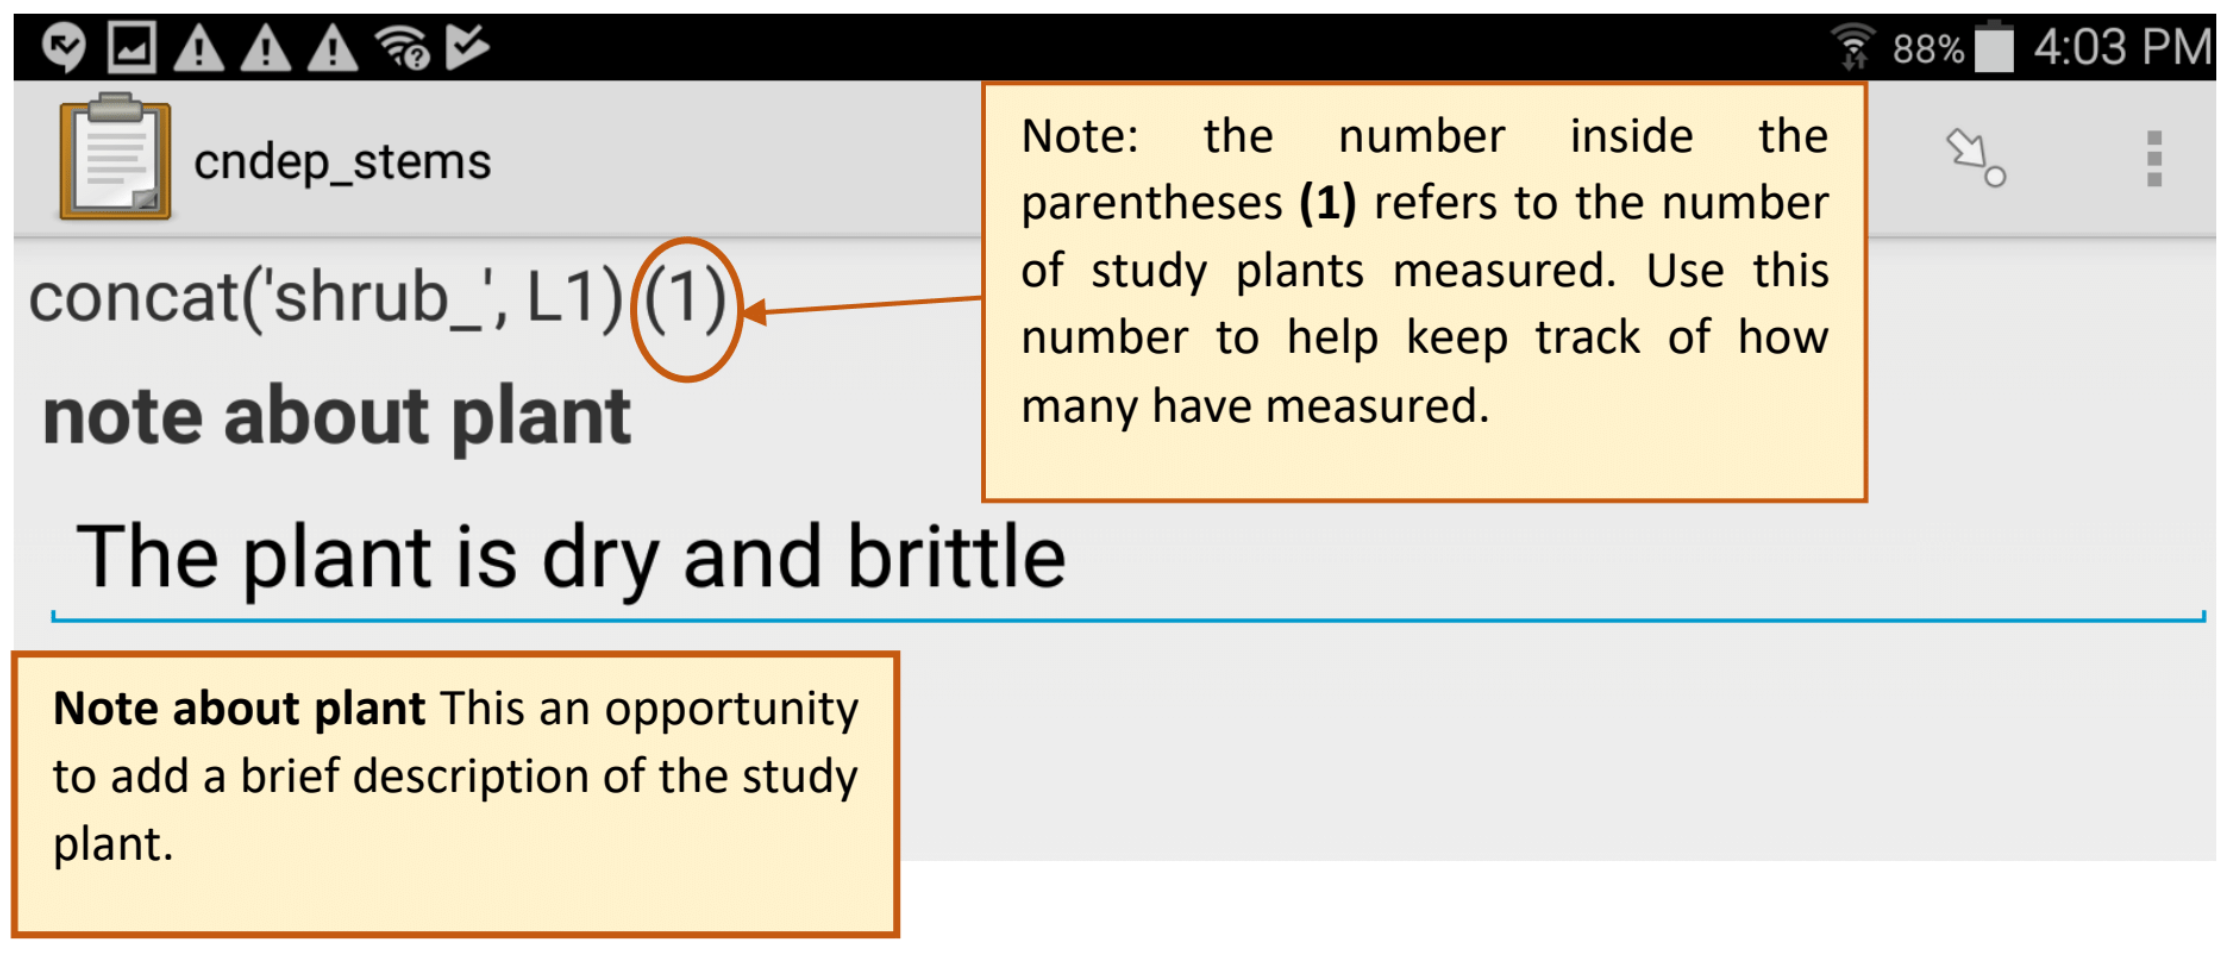 88% 4:03 PM
cndep_stems
Note: the number inside the
parentheses (1) refers to the number
of study plants measured. Use this
number to help keep track of how
many have measured.
concat('shrub_', L1) (1)
note about plant
The plant is dry and brittle
Note about plant This an opportunity
to add a brief description of the study
plant.